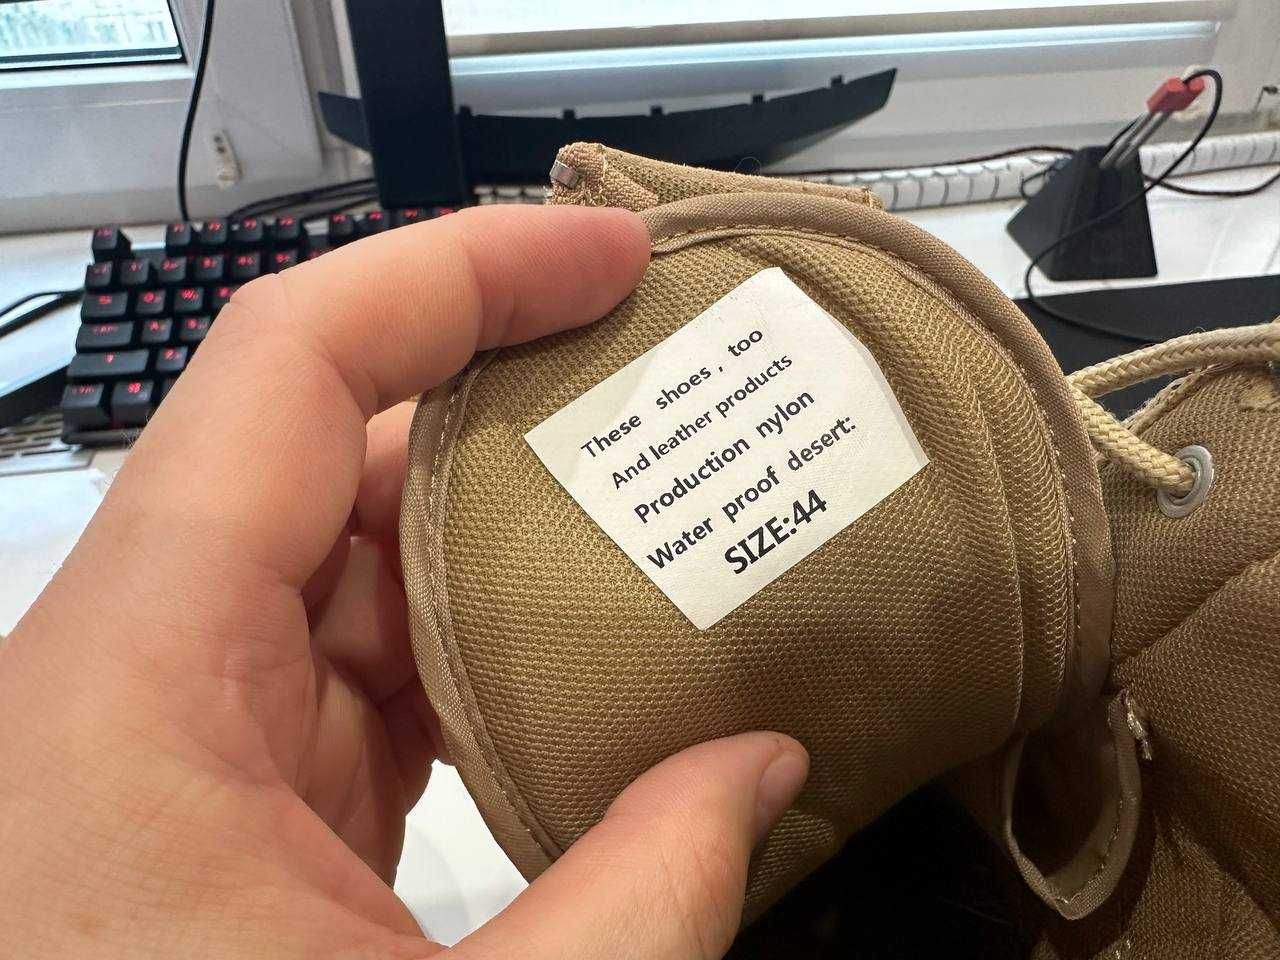 These shoes , too
And leather products
Production nylon
Water proof desert:
SIZE:44